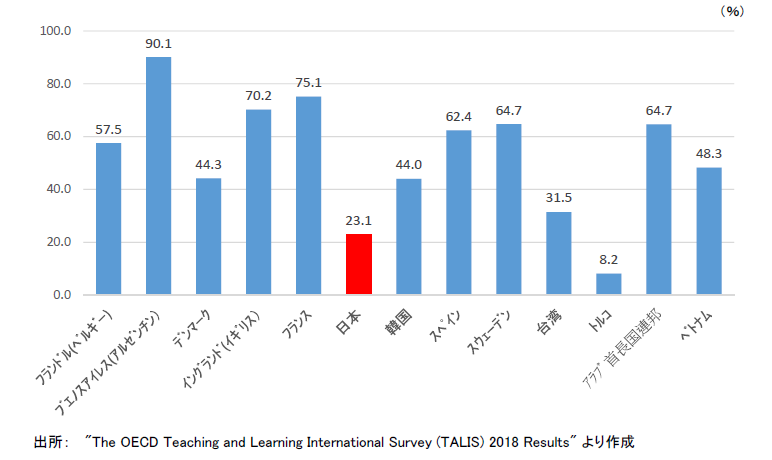 (%)
100.0
80.0
60.0
40.0
20.0
0.0
57.5
90.1
44.3
70.2
75.1
23.1
44.0
62.4
64.7
31.5
8.2
64.7
48.3
フランドﾞル(ベﾞルギﾞー)
ブエノスアイレス(アルゼンチン)
デンマーク
イングランド(イギリス)
フランス
日本
韓国
スペイン
スウェーデン
台湾
トルコ
アラブ首長国連邦
ベトナム
出所： "The OECD Teaching and Learning International Survey (TALIS) 2018 Results" より作成